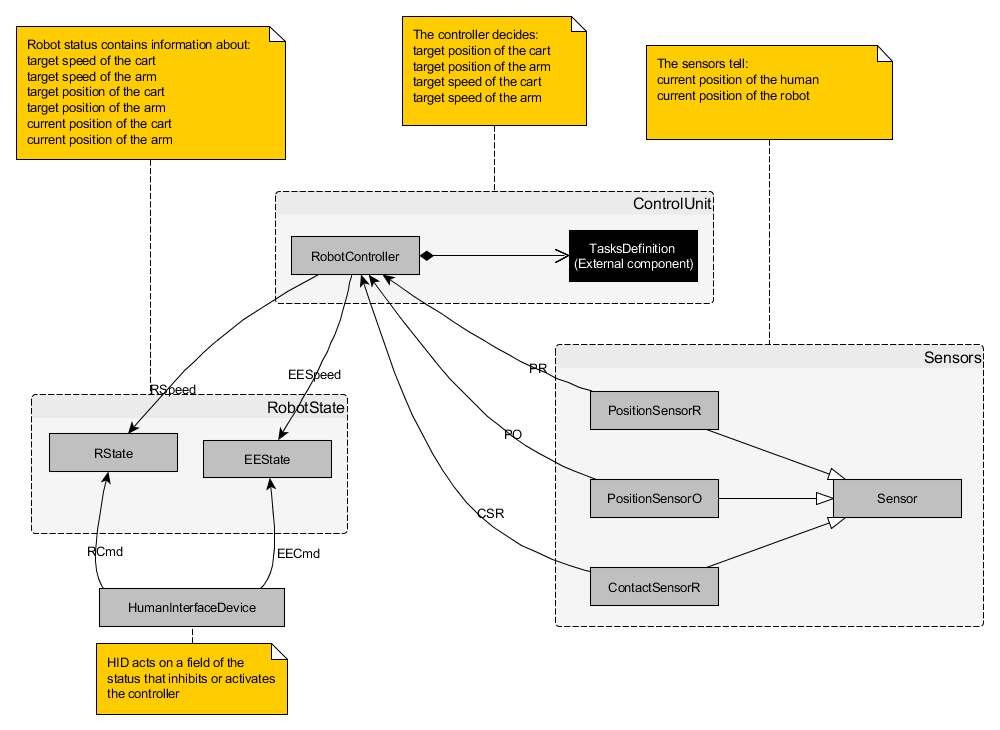 Robot status contains information about:
target speed of the cart
target speed of the arm
target position of the cart
target position of the arm
current position of the cart
current position of the arm
The controller decides:
target position of the cart
target position of the arm
target speed of the cart
target speed of the arm
The sensors tell:
current position of the human
current position of the robot
ControlUnit
RobotController
TasksDefinition
(External component)
Sensors
PR
RSpeed
EESpeed
RobotState
PositionSensorR
PO
RState
EEState
PositionSensorO
Sensor
CSR
RCmd
EECmd
ContactSensorR
HumanInterfaceDevice
HID acts on a field of the
status that inhibits or activates
the controller